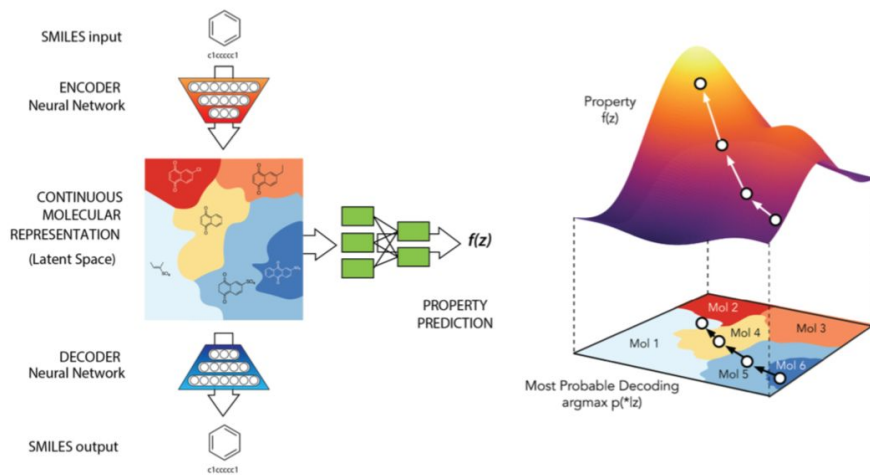 SMILES input
c1ccccc1
ENCODER
Neural Network
CONTINUOUS
MOLECULAR
REPRESENTATION
(Latent Space)
f(z)
PROPERTY
PREDICTION
DECODER
Neural Network
SMILES output
c1ccccc1
Property
f(z)
Mol 2
Mol 1
Mol 4
Mol 3
Mol 5
Mol 6
Most Probable Decoding
argmax p(*|z)